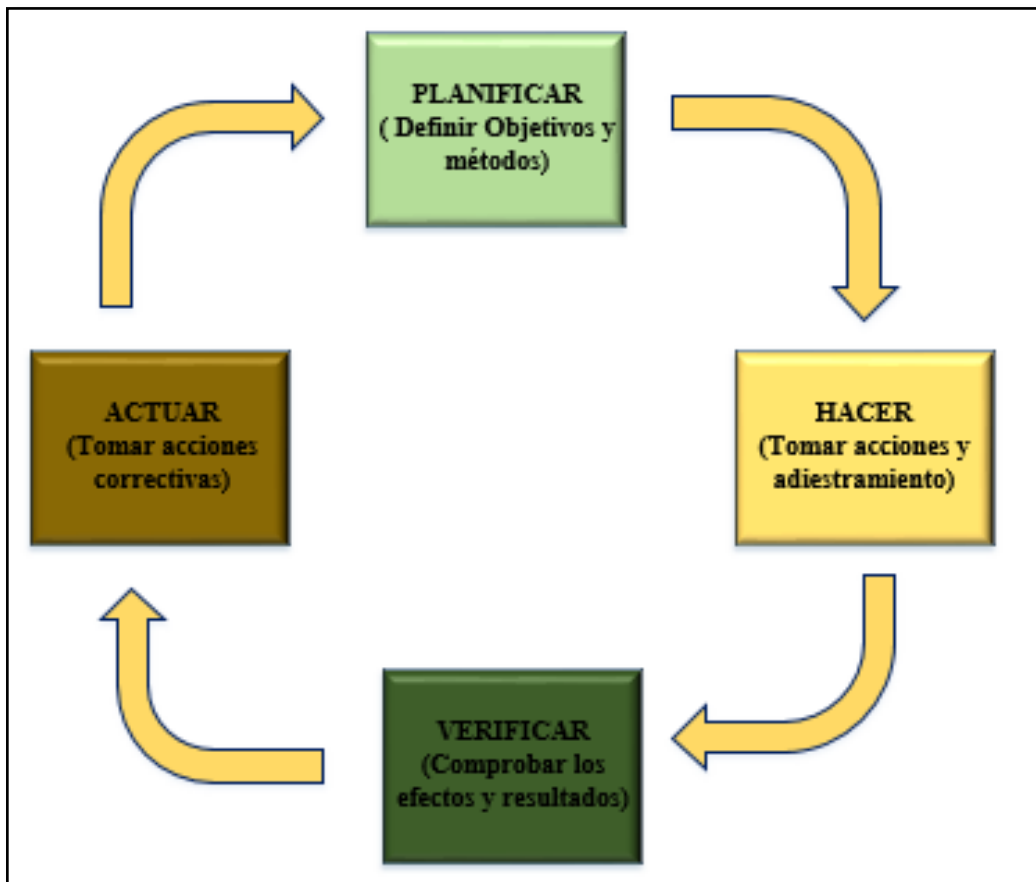 PLANIFICAR
( Definir Objetivos y
métodos)
HACER
(Tomar acciones y
adiestramiento)
VERIFICAR
(Comprobar los
efectos y resultados)
ACTUAR
(Tomar acciones
correctivas)